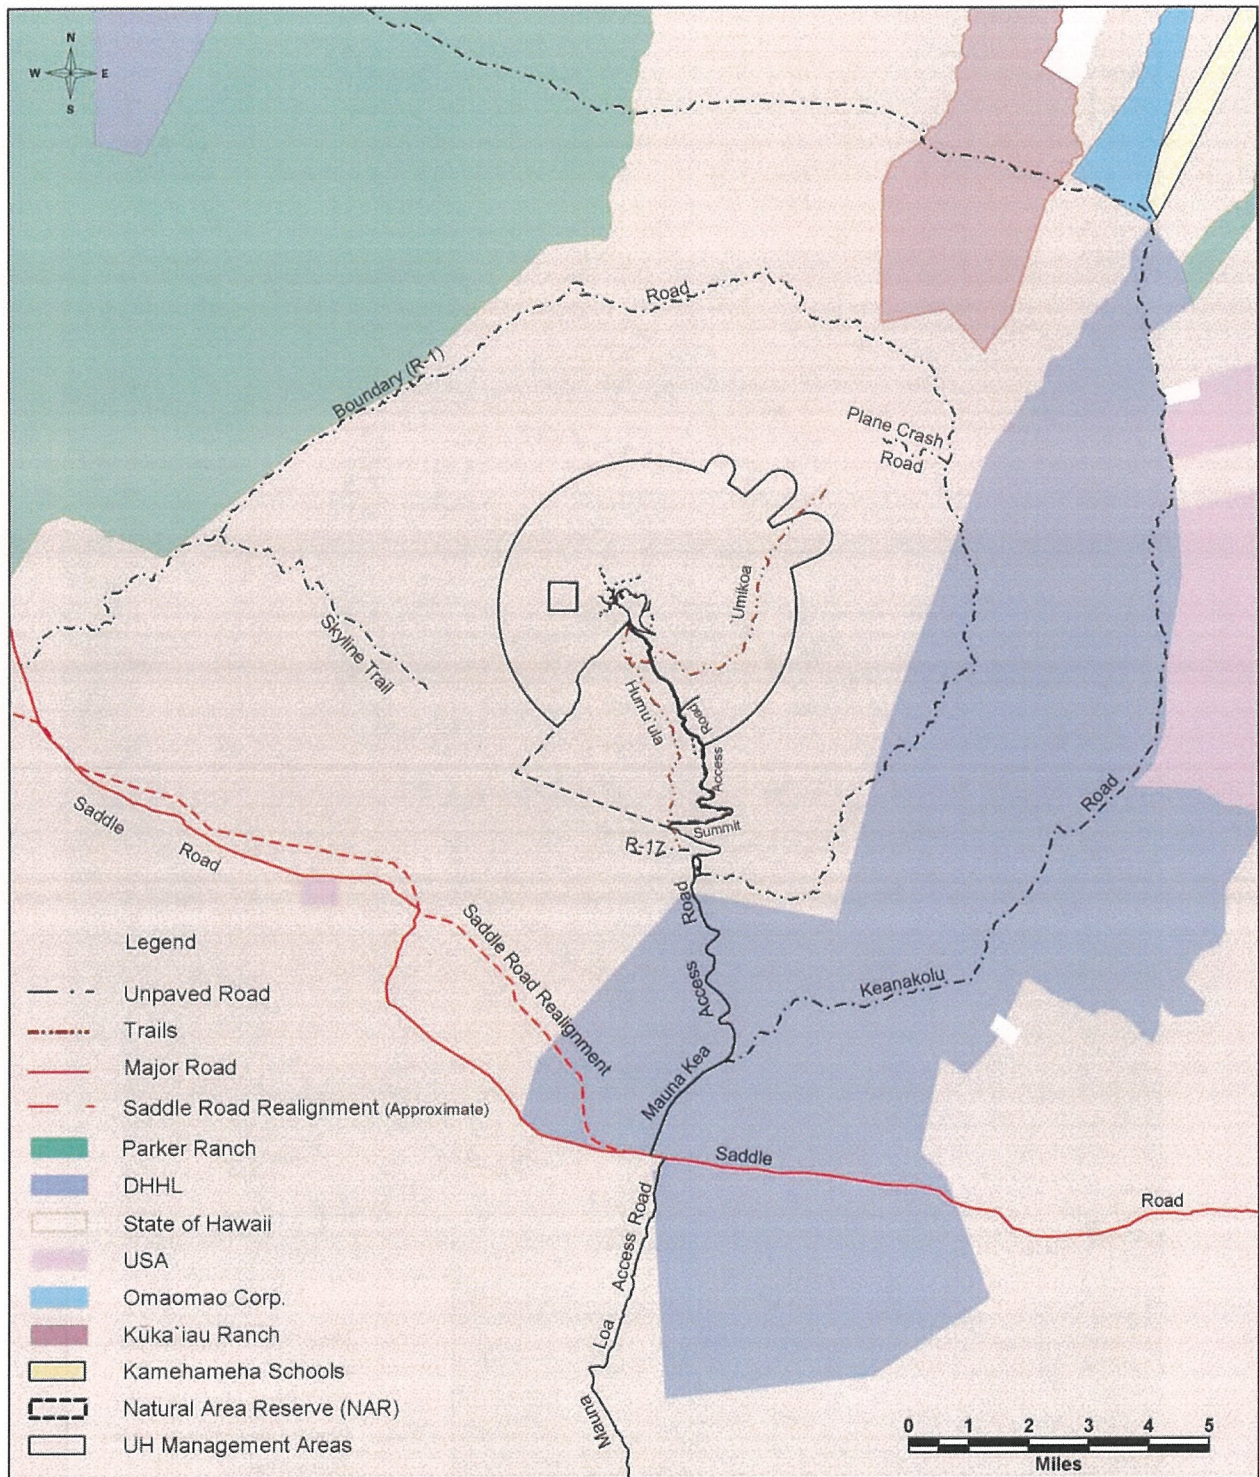 N
W E
S
Road
Boundary (R-1)
Plane Crash
Road
Umikoa
Skyline Trail
Humu`ula
Road
Access
Summit
R-1
Saddle
Road
Road
Access
Mauna Kea
Saddle Road Realignment
Keanakolu
Road
Saddle
Road
Access Road
Loa
Mauna
Legend
Unpaved Road
Trails
Major Road
Saddle Road Realignment (Approximate)
Parker Ranch
DHHL
State of Hawaii
USA
Omaomao Corp.
Kūka`iau Ranch
Kamehameha Schools
Natural Area Reserve (NAR)
UH Management Areas
0 1 2 3 4 5
Miles